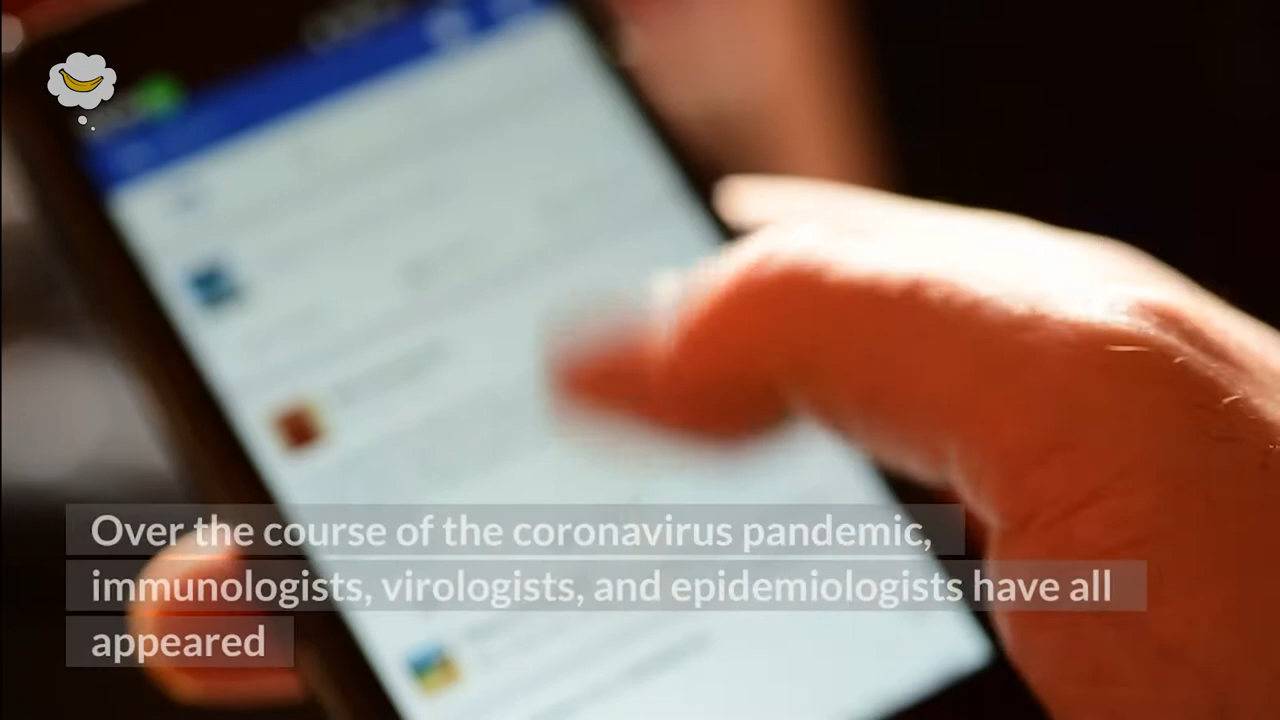 Over the course of the coronavirus pandemic,
immunologists, virologists, and epidemiologists have all
appeared